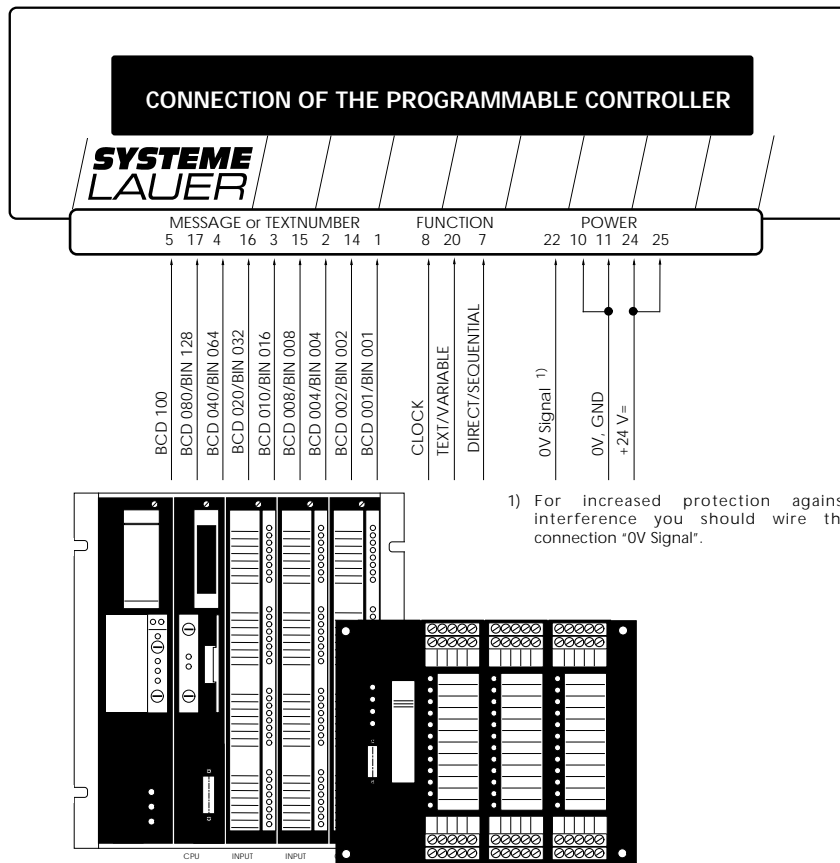 CONNECTION OF THE PROGRAMMABLE CONTROLLER
SYSTEME
LAUER
MESSAGE or TEXTNUMBER FUNCTION POWER
5 17 4 16 3 15 2 14 1 8 20 7 22 10 11 24 25
BCD 100
BCD 080/BIN 128
BCD 040/BIN 064
BCD 020/BIN 032
BCD 010/BIN 016
BCD 008/BIN 008
BCD 004/BIN 004
BCD 002/BIN 002
BCD 001/BIN 001
CLOCK
TEXT/VARIABLE
DIRECT/SEQUENTIAL
0V Signal 1)
0V, GND
+24 V=
1) For increased protection agains
interference you should wire th
connection "0V Signal".
CPU INPUT INPUT